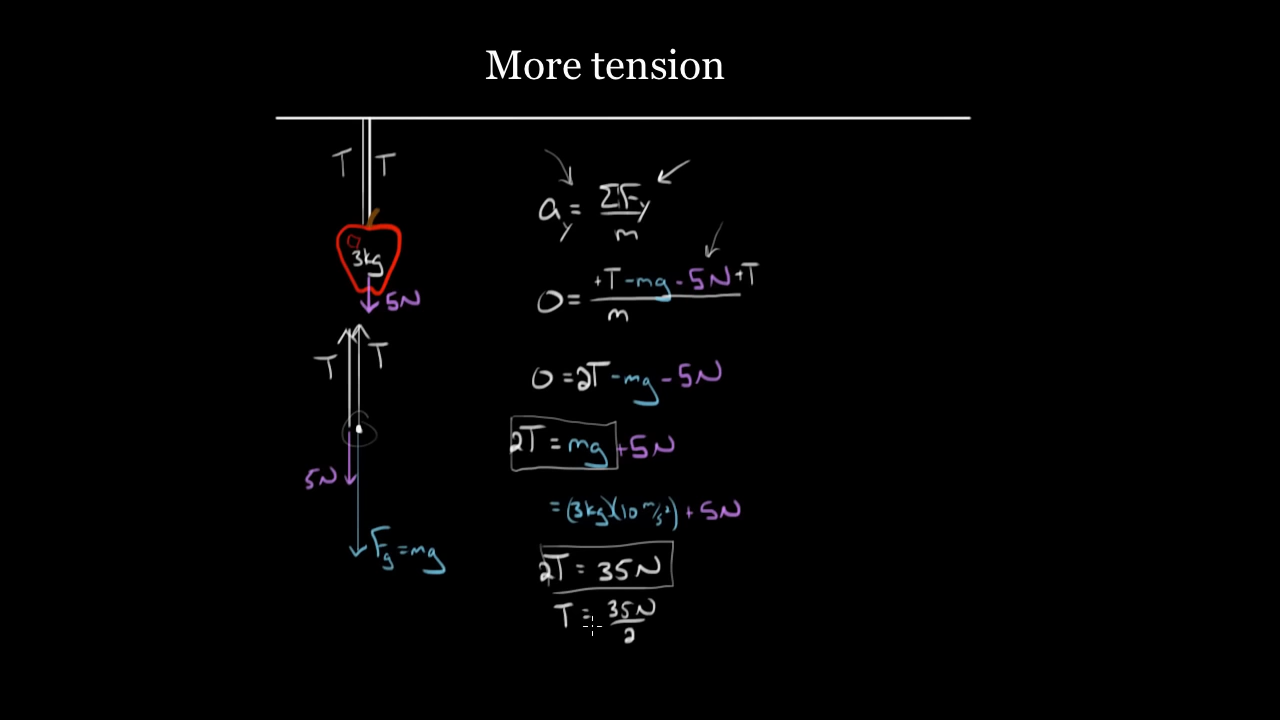 More tension
T T
3kg
5N
T T
5N
Fg = mg
ay = ΣFy / m
0 = +T - mg - 5N + T / m
0 = 2T - mg - 5N
2T = mg + 5N
= (3kg)(10 m/s²) + 5N
2T = 35N
T = 35N / 2